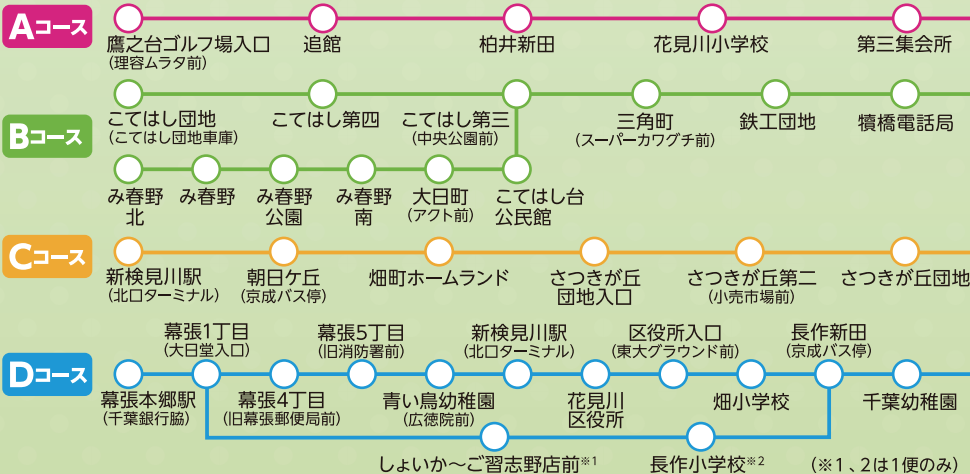 Aコース
鷹之台ゴルフ場入口
(理容ムラタ前)
追館
柏井新田
花見川小学校
第三集会所
Bコース
こてはし団地
(こてはし団地車庫)
こてはし第四
こてはし第三
(中央公園前)
三角町
(スーパーカワグチ前)
鉄工団地
犢橋電話局
み春野
北
み春野
み春野
公園
み春野
南
大日町
(アクト前)
こてはし台
公民館
Cコース
新検見川駅
(北口ターミナル)
朝日ケ丘
(京成バス停)
畑町ホームランド
さつきが丘
団地入口
さつきが丘第二
(小売市場前)
さつきが丘団地
Dコース
幕張本郷駅
(千葉銀行脇)
幕張1丁目
(大日堂入口)
幕張4丁目
(旧幕張郵便局前)
幕張5丁目
(旧消防署前)
青い鳥幼稚園
(広徳院前)
新検見川駅
(北口ターミナル)
花見川
区役所
区役所入口
(東大グラウンド前)
畑小学校
長作新田
(京成バス停)
千葉幼稚園
しょいか〜ご習志野店前※1
長作小学校※2
(※1、2は1便のみ)